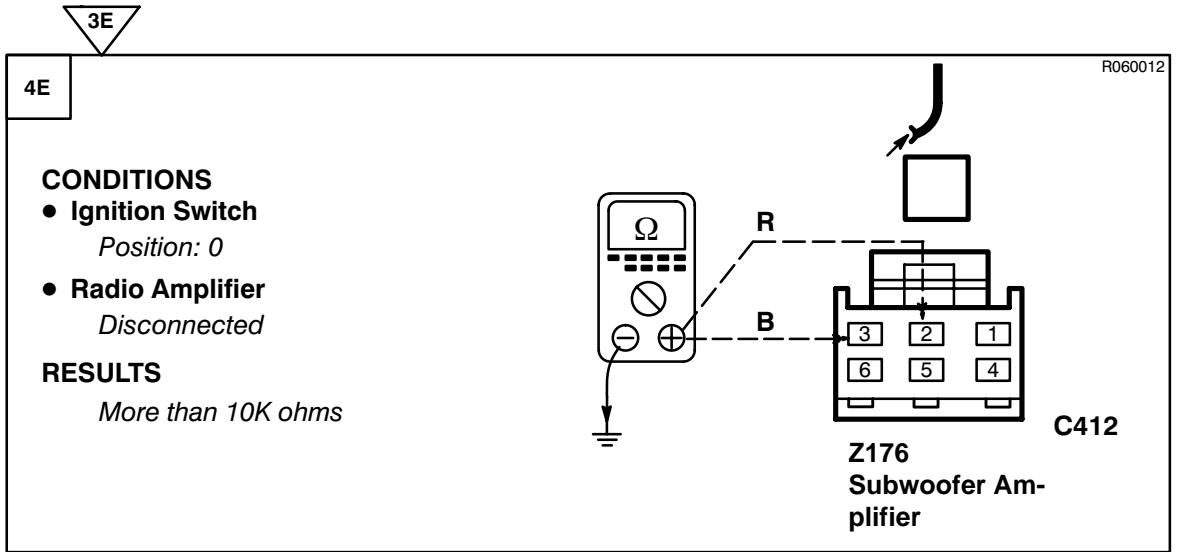 3E
4E
R060012
CONDITIONS
● Ignition Switch
Position: 0
● Radio Amplifier
Disconnected
RESULTS
More than 10K ohms
Ω
R
B
3 2 1
6 5 4
C412
Z176
Subwoofer Am-
plifier